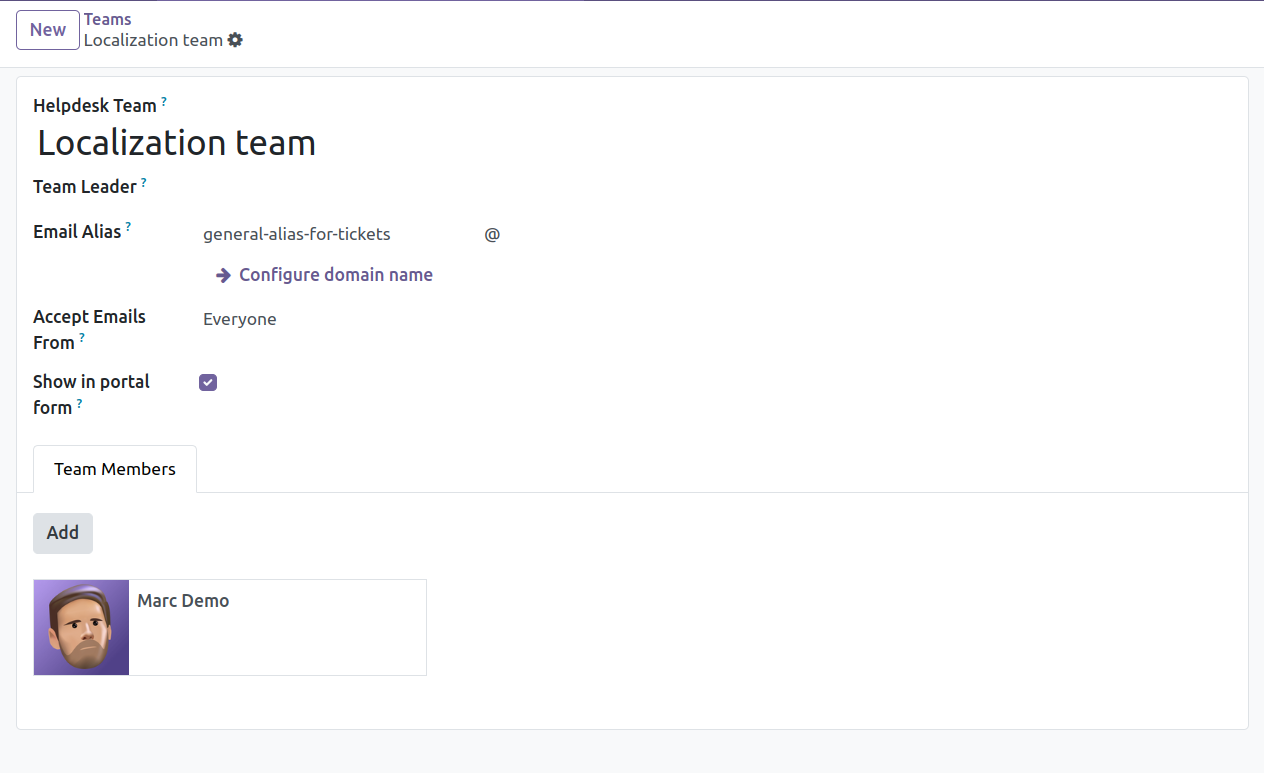 New
Teams
Localization team
Helpdesk Team ?
Localization team
Team Leader ?
Email Alias ?
general-alias-for-tickets @
Configure domain name
Accept Emails From ?
Everyone
Show in portal form ?
Team Members
Add
Marc Demo